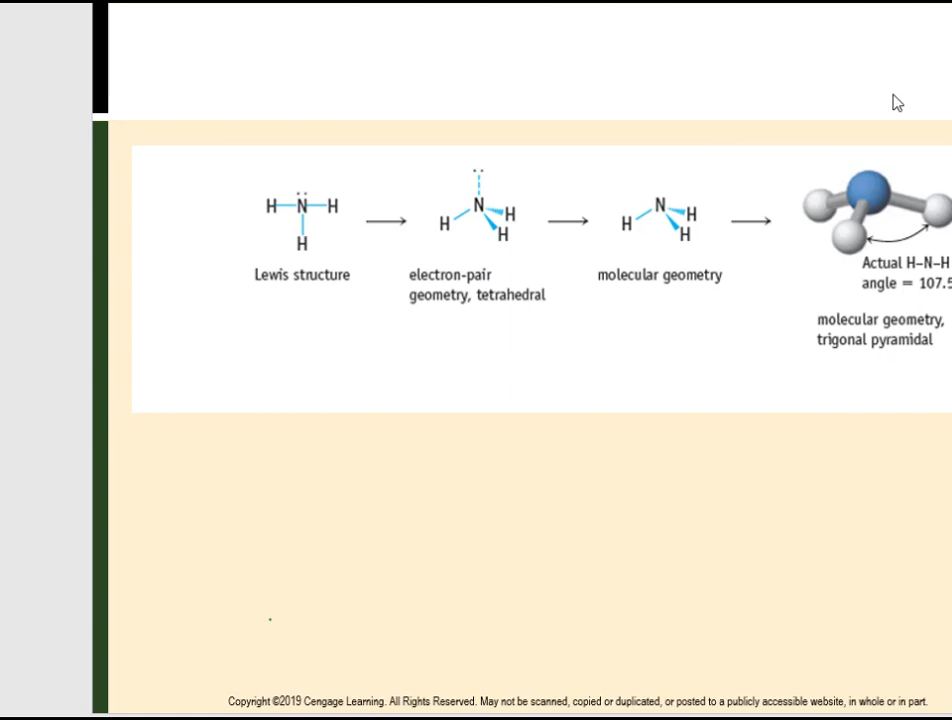 H–N̈–H
H
Lewis structure
N
H
H
H
electron-pair
geometry, tetrahedral
N
H
H
H
molecular geometry
Actual H–N–H
angle = 107.5
molecular geometry,
trigonal pyramidal
Copyright ©2019 Cengage Learning. All Rights Reserved. May not be scanned, copied or duplicated, or posted to a publicly accessible website, in whole or in part.